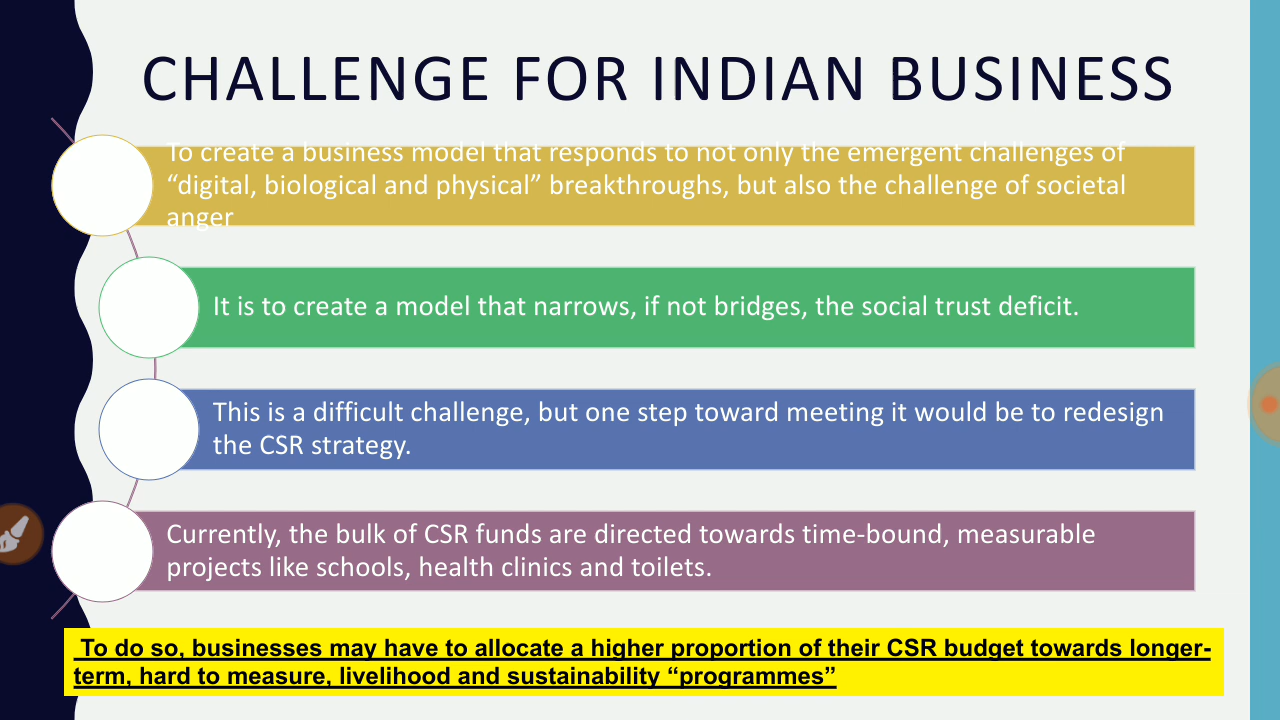 CHALLENGE FOR INDIAN BUSINESS
To create a business model that responds to not only the emergent challenges of
“digital, biological and physical” breakthroughs, but also the challenge of societal
anger
It is to create a model that narrows, if not bridges, the social trust deficit.
This is a difficult challenge, but one step toward meeting it would be to redesign
the CSR strategy.
Currently, the bulk of CSR funds are directed towards time-bound, measurable
projects like schools, health clinics and toilets.
To do so, businesses may have to allocate a higher proportion of their CSR budget towards longer-
term, hard to measure, livelihood and sustainability “programmes”